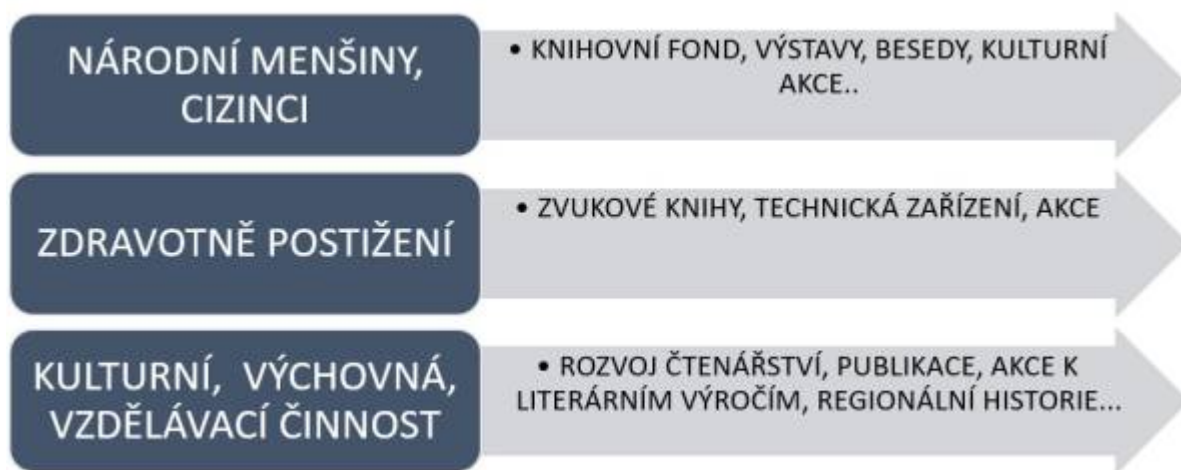 NÁRODNÍ MENŠINY,
CIZINCI
• KNIHOVNÍ FOND, VÝSTAVY, BESEDY, KULTURNÍ
AKCE..
ZDRAVOTNĚ POSTIŽENÍ
• ZVUKOVÉ KNIHY, TECHNICKÁ ZAŘÍZENÍ, AKCE
KULTURNÍ, VÝCHOVNÁ,
VZDĚLÁVACÍ ČINNOST
• ROZVOJ ČTENÁŘSTVÍ, PUBLIKACE, AKCE K
LITERÁRNÍM VÝROČÍM, REGIONÁLNÍ HISTORIE...